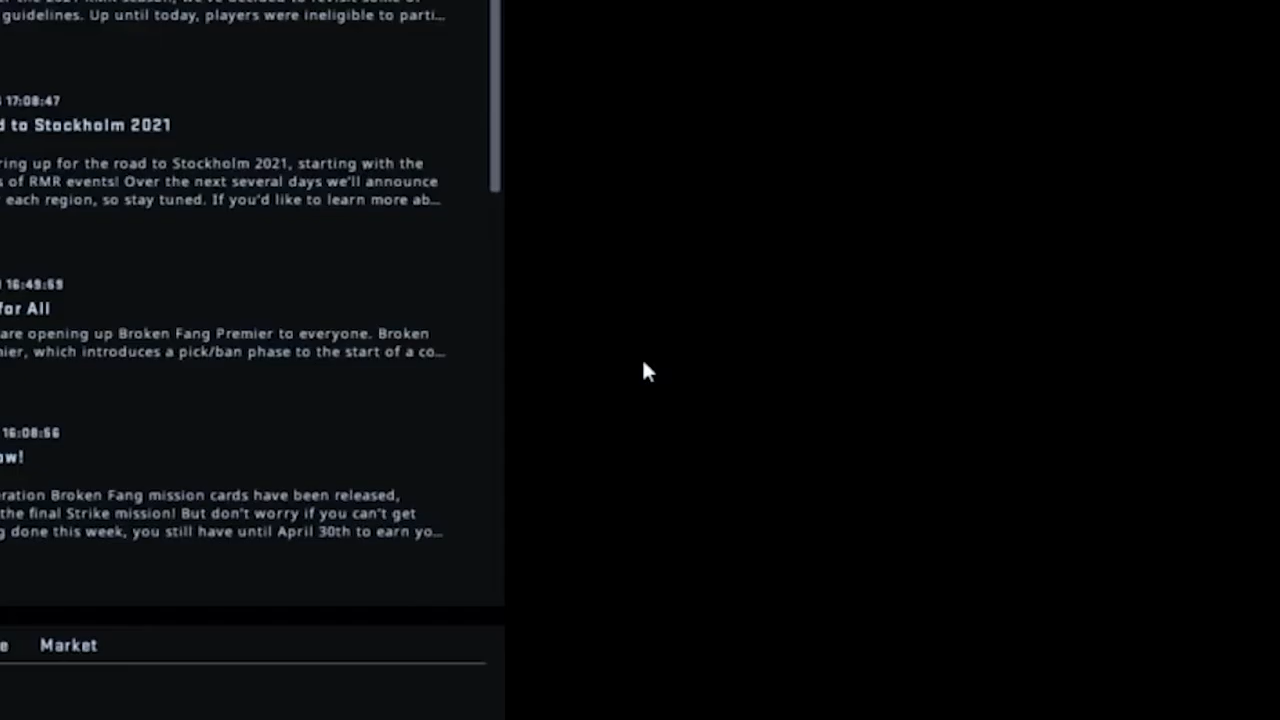 guidelines. Up until today, players were ineligible to parti...
17:08:47
d to Stockholm 2021
ring up for the road to Stockholm 2021, starting with the
s of RMR events! Over the next several days we'll announce
each region, so stay tuned. If you'd like to learn more ab...
16:49:59
for All
are opening up Broken Fang Premier to everyone. Broken
nier, which introduces a pick/ban phase to the start of a co...
16:08:56
ow!
eration Broken Fang mission cards have been released,
the final Strike mission! But don't worry if you can't get
g done this week, you still have until April 30th to earn yo...
e Market